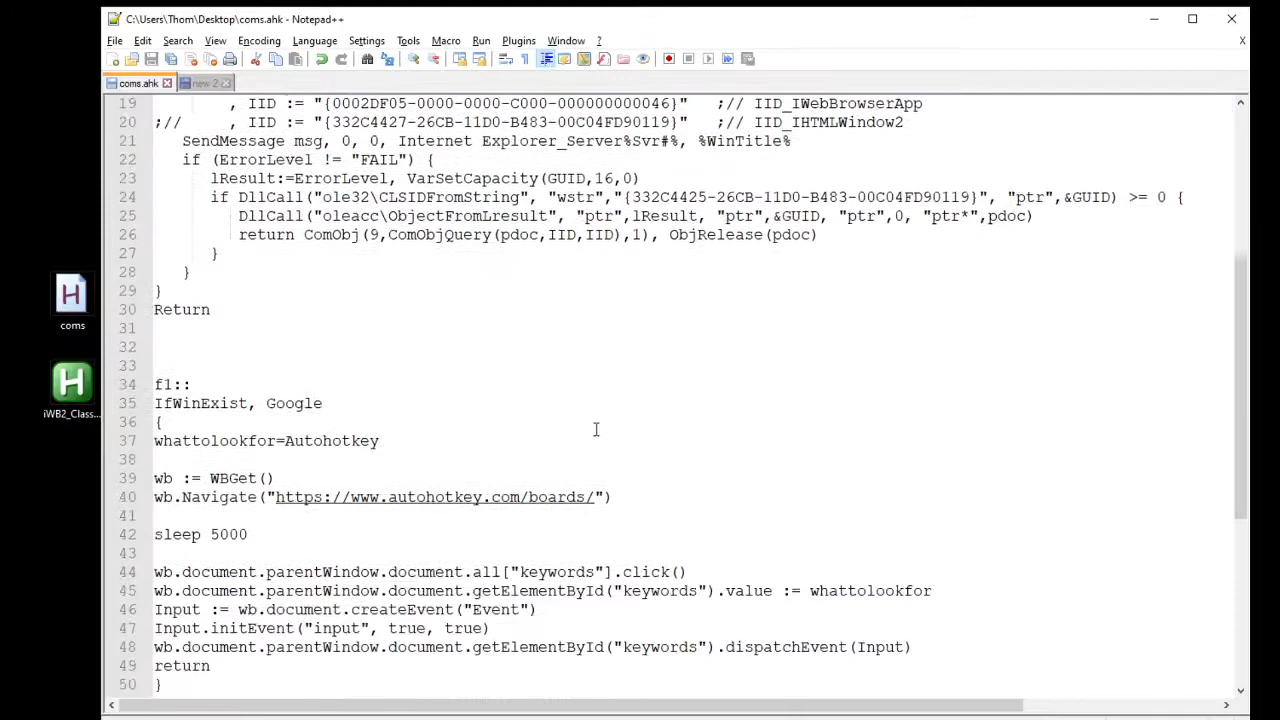 C:\Users\Thom\Desktop\coms.ahk - Notepad++
File Edit Search View Encoding Language Settings Tools Macro Run Plugins Window ? X
coms.ahk new 2
19 , IID := "{0002DF05-0000-0000-C000-000000000046}" ;// IID_IWebBrowserApp
20 ;// , IID := "{332C4427-26CB-11D0-B483-00C04FD90119}" ;// IID_IHTMLWindow2
21 SendMessage msg, 0, 0, Internet Explorer_Server%Svr#%, %WinTitle%
22 if (ErrorLevel != "FAIL") {
23 lResult:=ErrorLevel, VarSetCapacity(GUID,16,0)
24 if DllCall("ole32\CLSIDFromString", "wstr","{332C4425-26CB-11D0-B483-00C04FD90119}", "ptr",&GUID) >= 0 {
25 DllCall("oleacc\ObjectFromLresult", "ptr",lResult, "ptr",&GUID, "ptr",0, "ptr*",pdoc)
26 return ComObj(9,ComObjQuery(pdoc,IID,IID),1), ObjRelease(pdoc)
27 }
28 }
29 }
30 Return
31
32
33
34 f1::
35 IfWinExist, Google
36 {
37 whattolookfor=Autohotkey
38
39 wb := WBGet()
40 wb.Navigate("https://www.autohotkey.com/boards/")
41
42 sleep 5000
43
44 wb.document.parentWindow.document.all["keywords"].click()
45 wb.document.parentWindow.document.getElementById("keywords").value := whattolookfor
46 Input := wb.document.createEvent("Event")
47 Input.initEvent("input", true, true)
48 wb.document.parentWindow.document.getElementById("keywords").dispatchEvent(Input)
49 return
50 }
H
coms
H
iWB2_Class...